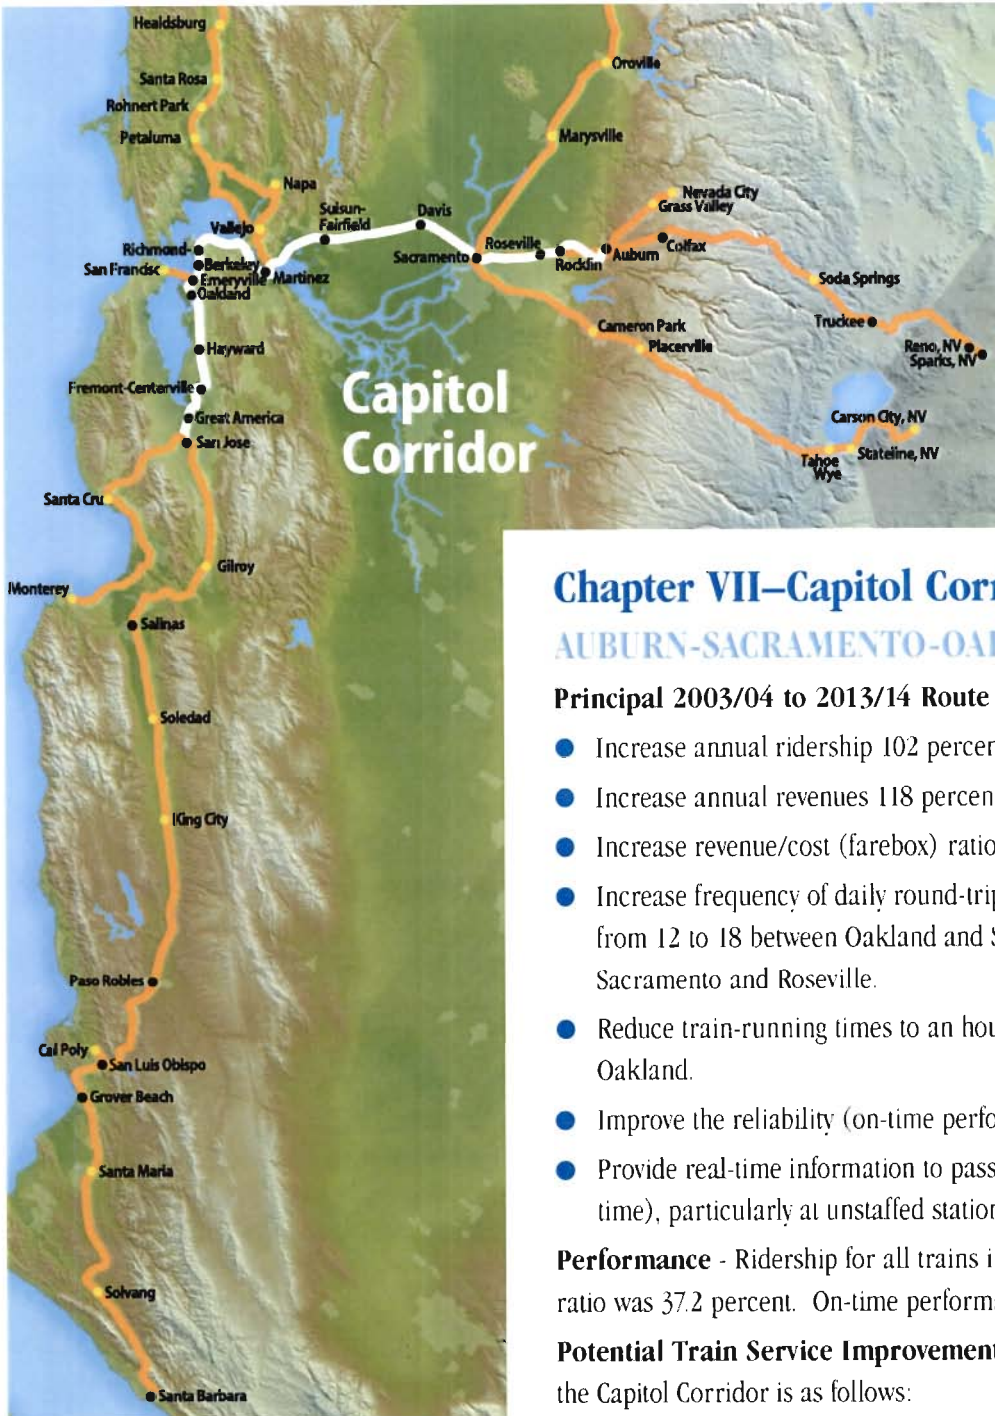 Healdsburg
Santa Rosa
Rohnert Park
Petaluma
Napa
Vallejo
Suisun-
Fairfield
Davis
Richmond-
Berkeley
San Francisc
Emeryville
Martinez
Oakland
Hayward
Fremont-Centerville
Great America
San Jose
Santa Cru
Monterey
Gilroy
Salinas
Soledad
King City
Paso Robles
Cal Poly
San Luis Obispo
Grover Beach
Santa Maria
Solvang
Santa Barbara
Oroville
Marysville
Nevada City
Grass Valley
Sacramento
Roseville
Rocklin
Auburn
Colfax
Soda Springs
Truckee
Reno, NV
Sparks, NV
Cameron Park
Placerville
Carson City, NV
Tahoe
Wye
Stateline, NV
Capitol
Corridor
Chapter VII–Capitol Corr
AUBURN-SACRAMENTO-OAI
Principal 2003/04 to 2013/14 Route
● Increase annual ridership 102 percen
● Increase annual revenues 118 percen
● Increase revenue/cost (farebox) ratio
● Increase frequency of daily round-trip
from 12 to 18 between Oakland and S
Sacramento and Roseville.
● Reduce train-running times to an hou
Oakland.
● Improve the reliability (on-time perfo
● Provide real-time information to pass
time), particularly at unstaffed station
Performance - Ridership for all trains i
ratio was 37.2 percent. On-time perform
Potential Train Service Improvement
the Capitol Corridor is as follows: